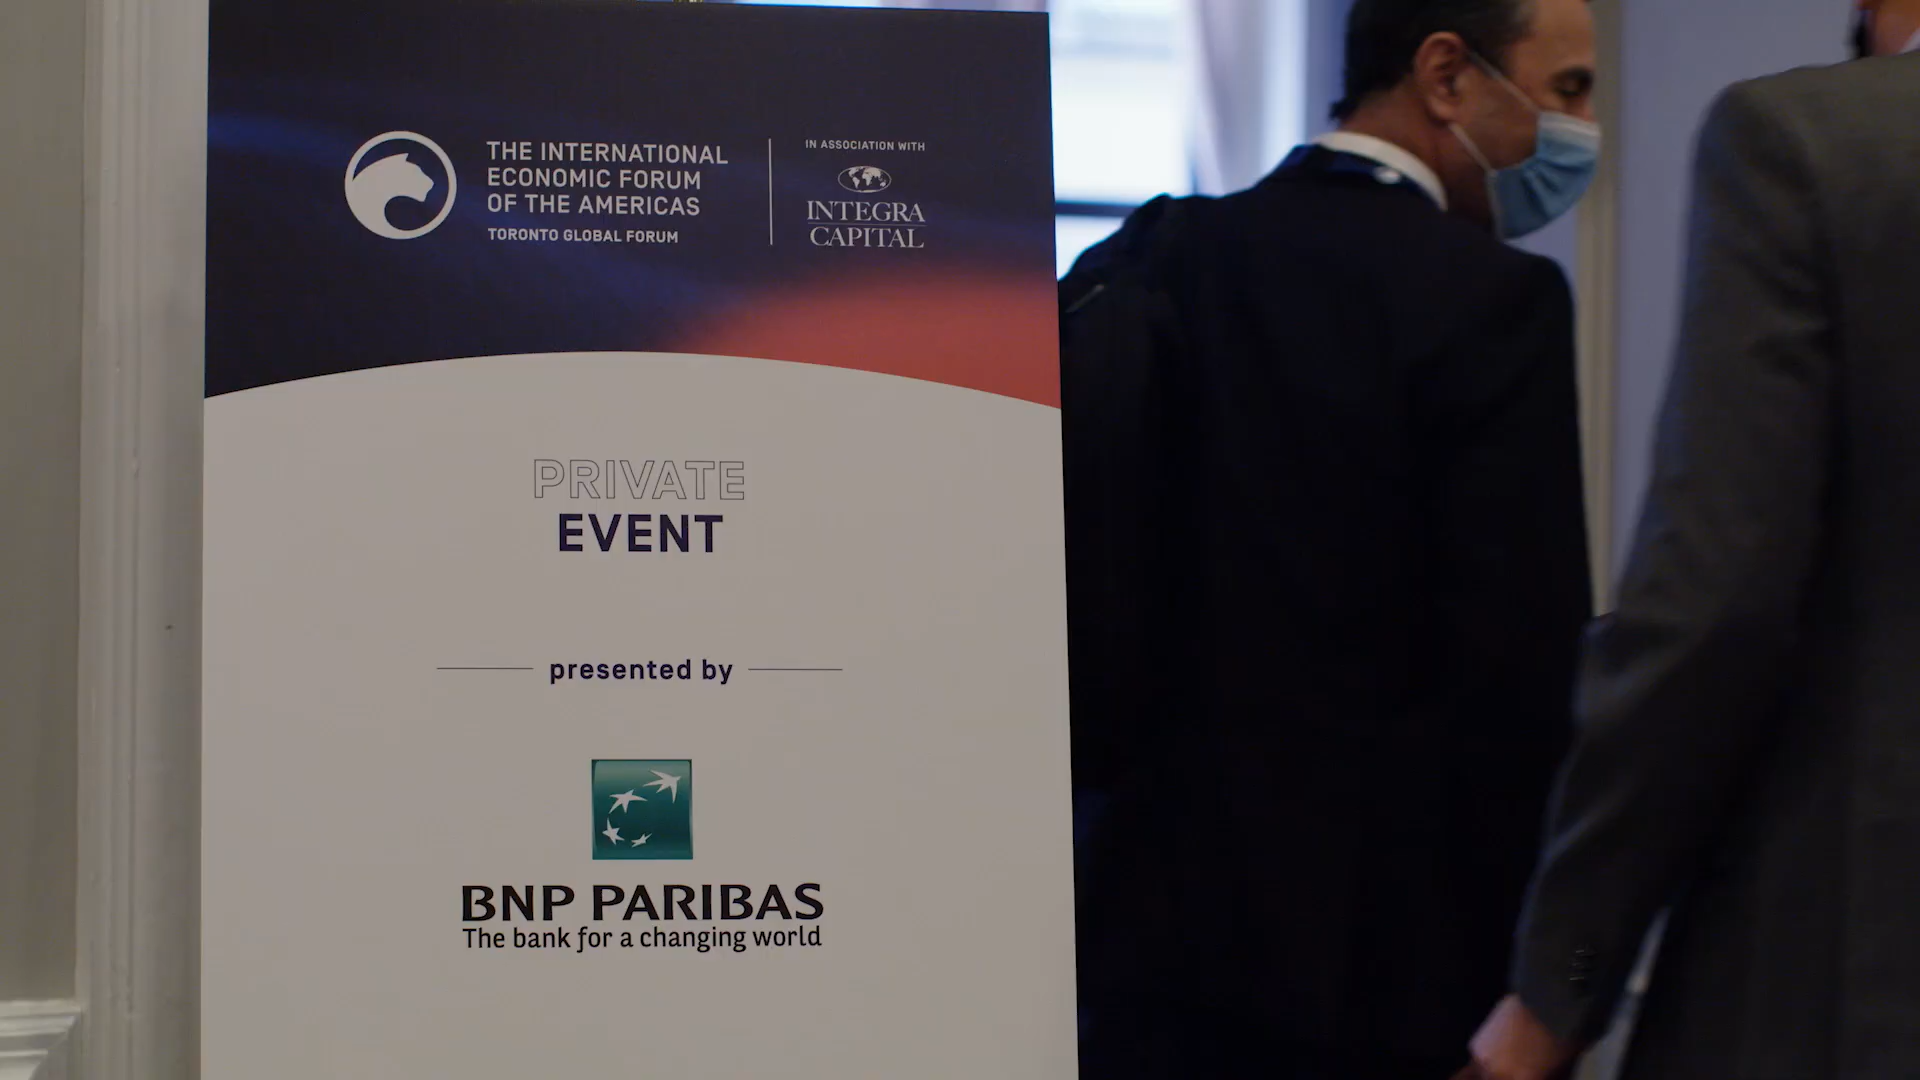 THE INTERNATIONAL
ECONOMIC FORUM
OF THE AMERICAS
TORONTO GLOBAL FORUM
IN ASSOCIATION WITH
INTEGRA
CAPITAL
PRIVATE
EVENT
presented by
BNP PARIBAS
The bank for a changing world